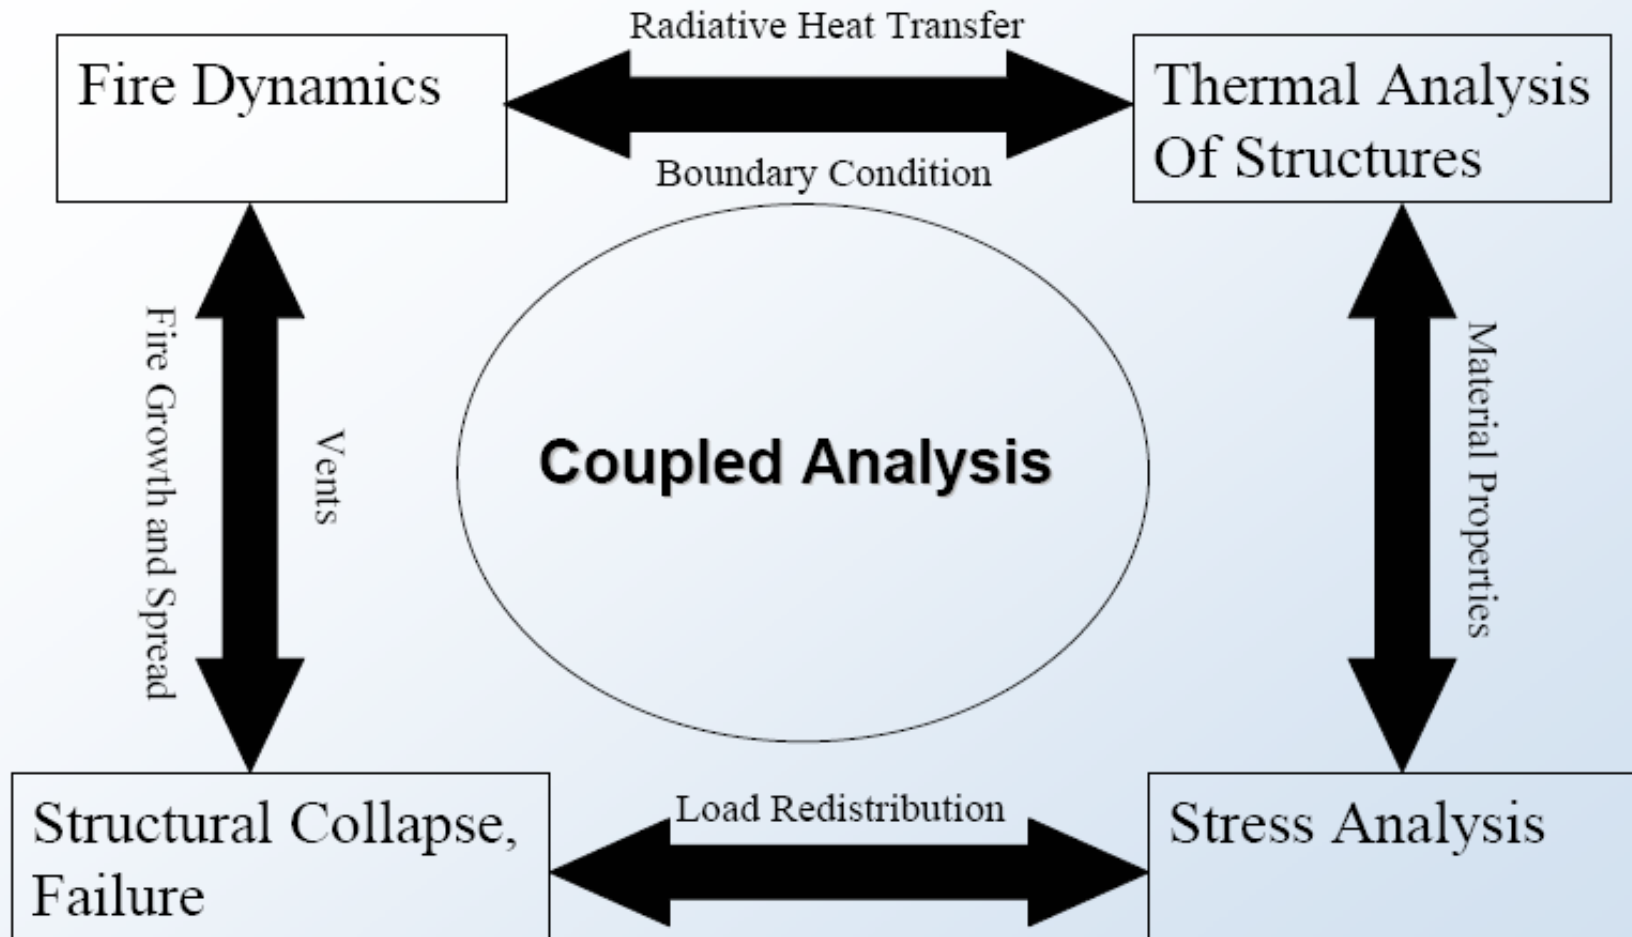 Radiative Heat Transfer
Fire Dynamics
Thermal Analysis
Of Structures
Boundary Condition
Fire Growth and Spread
Vents
Coupled Analysis
Material Properties
Structural Collapse,
Failure
Load Redistribution
Stress Analysis